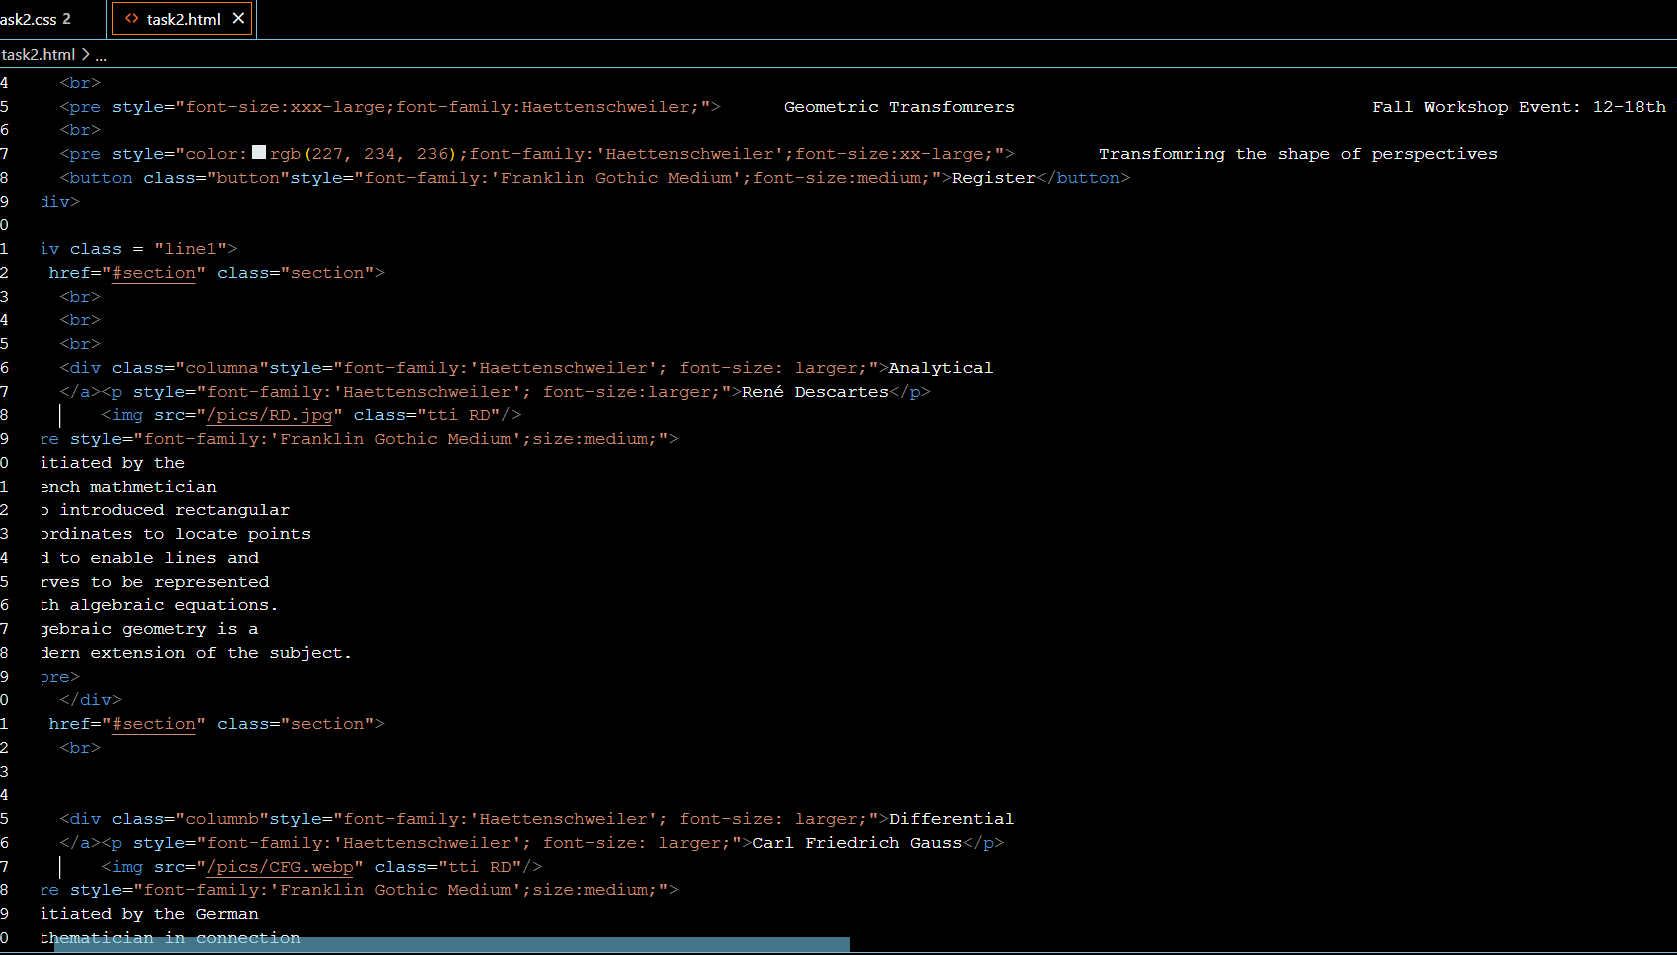 ask2.css 2 <> task2.html ×
task2.html > ...
4 <br>
5 <pre style="font-size:xxx-large;font-family:Haettenschweiler;"> Geometric Transfomrers Fall Workshop Event: 12-18th
6 <br>
7 <pre style="color:rgb(227, 234, 236);font-family:'Haettenschweiler';font-size:xx-large;"> Transfomring the shape of perspectives
8 <button class="button"style="font-family:'Franklin Gothic Medium';font-size:medium;">Register</button>
9 div>
0
1 iv class = "line1">
2 href="#section" class="section">
3 <br>
4 <br>
5 <br>
6 <div class="columna"style="font-family:'Haettenschweiler'; font-size: larger;">Analytical
7 </a><p style="font-family:'Haettenschweiler'; font-size:larger;">René Descartes</p>
8 <img src="/pics/RD.jpg" class="tti RD"/>
9 re style="font-family:'Franklin Gothic Medium';size:medium;">
0 itiated by the
1 ench mathmetician
2 o introduced rectangular
3 ordinates to locate points
4 d to enable lines and
5 rves to be represented
6 th algebraic equations.
7 gebraic geometry is a
8 dern extension of the subject.
9 pre>
0 </div>
1 href="#section" class="section">
2 <br>
3
4
5 <div class="columnb"style="font-family:'Haettenschweiler'; font-size: larger;">Differential
6 </a><p style="font-family:'Haettenschweiler'; font-size: larger;">Carl Friedrich Gauss</p>
7 <img src="/pics/CFG.webp" class="tti RD"/>
8 re style="font-family:'Franklin Gothic Medium';size:medium;">
9 itiated by the German
0 thematician in connection